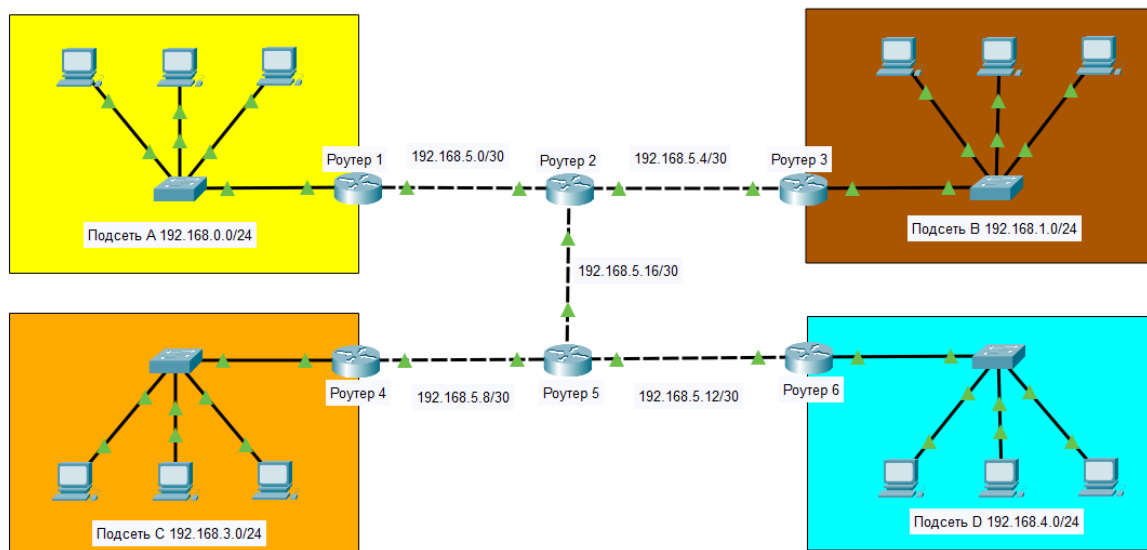 Роутер 1
192.168.5.0/30
Роутер 2
192.168.5.4/30
Роутер 3
Подсеть A 192.168.0.0/24
Подсеть B 192.168.1.0/24
192.168.5.16/30
Роутер 4
192.168.5.8/30
Роутер 5
192.168.5.12/30
Роутер 6
Подсеть C 192.168.3.0/24
Подсеть D 192.168.4.0/24